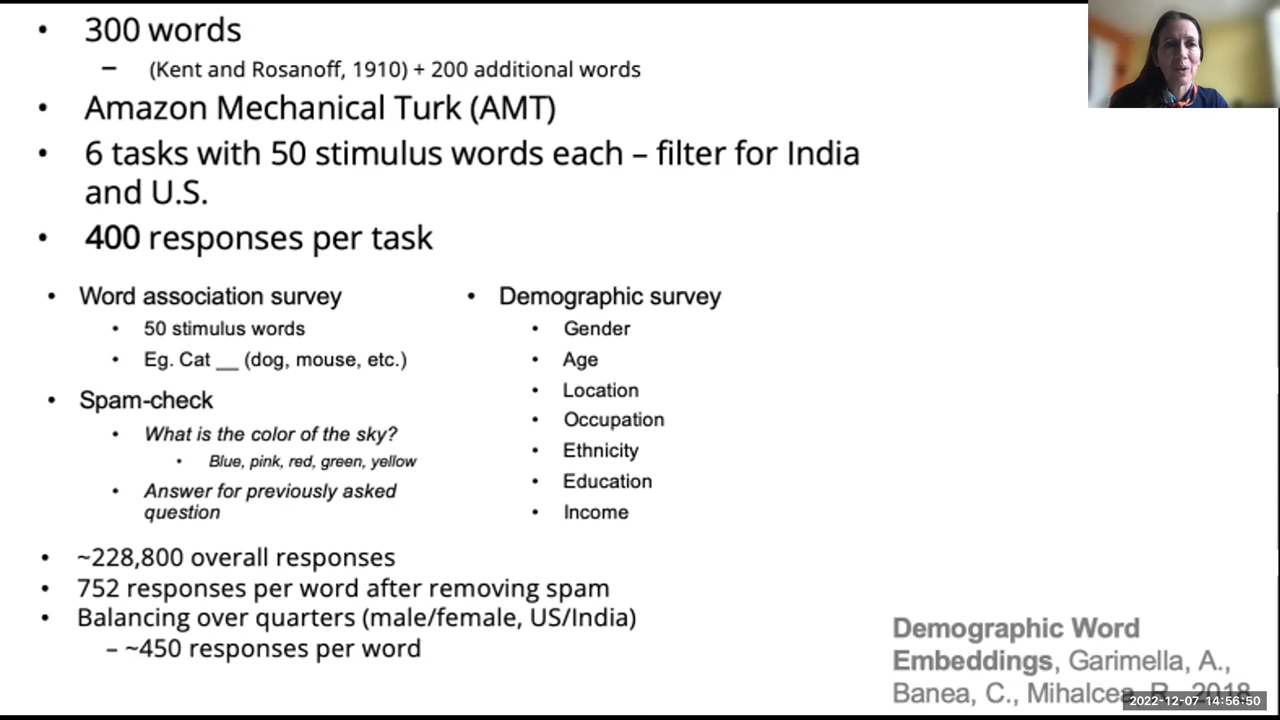 • 300 words
– (Kent and Rosanoff, 1910) + 200 additional words
• Amazon Mechanical Turk (AMT)
• 6 tasks with 50 stimulus words each – filter for India
and U.S.
• 400 responses per task
• Word association survey
• 50 stimulus words
• Eg. Cat __ (dog, mouse, etc.)
• Spam-check
• What is the color of the sky?
• Blue, pink, red, green, yellow
• Answer for previously asked
question
• Demographic survey
• Gender
• Age
• Location
• Occupation
• Ethnicity
• Education
• Income
• ~228,800 overall responses
• 752 responses per word after removing spam
• Balancing over quarters (male/female, US/India)
– ~450 responses per word
Demographic Word
Embeddings, Garimella, A.,
Banea, C., Mihalcea, R., 2018
2022-12-07 14:56:50